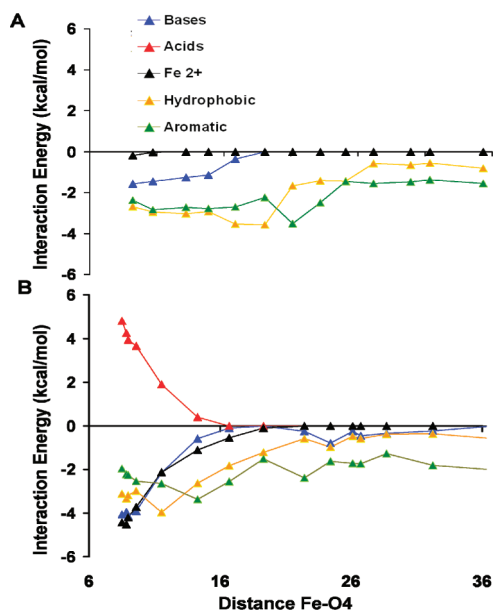 A
Interaction Energy (kcal/mol)
6
4
2
0
-2
-4
-6
Bases
Acids
Fe 2+
Hydrophobic
Aromatic
B
Interaction Energy (kcal/mol)
6
4
2
0
-2
-4
-6
6 16 26 36
Distance Fe-O4